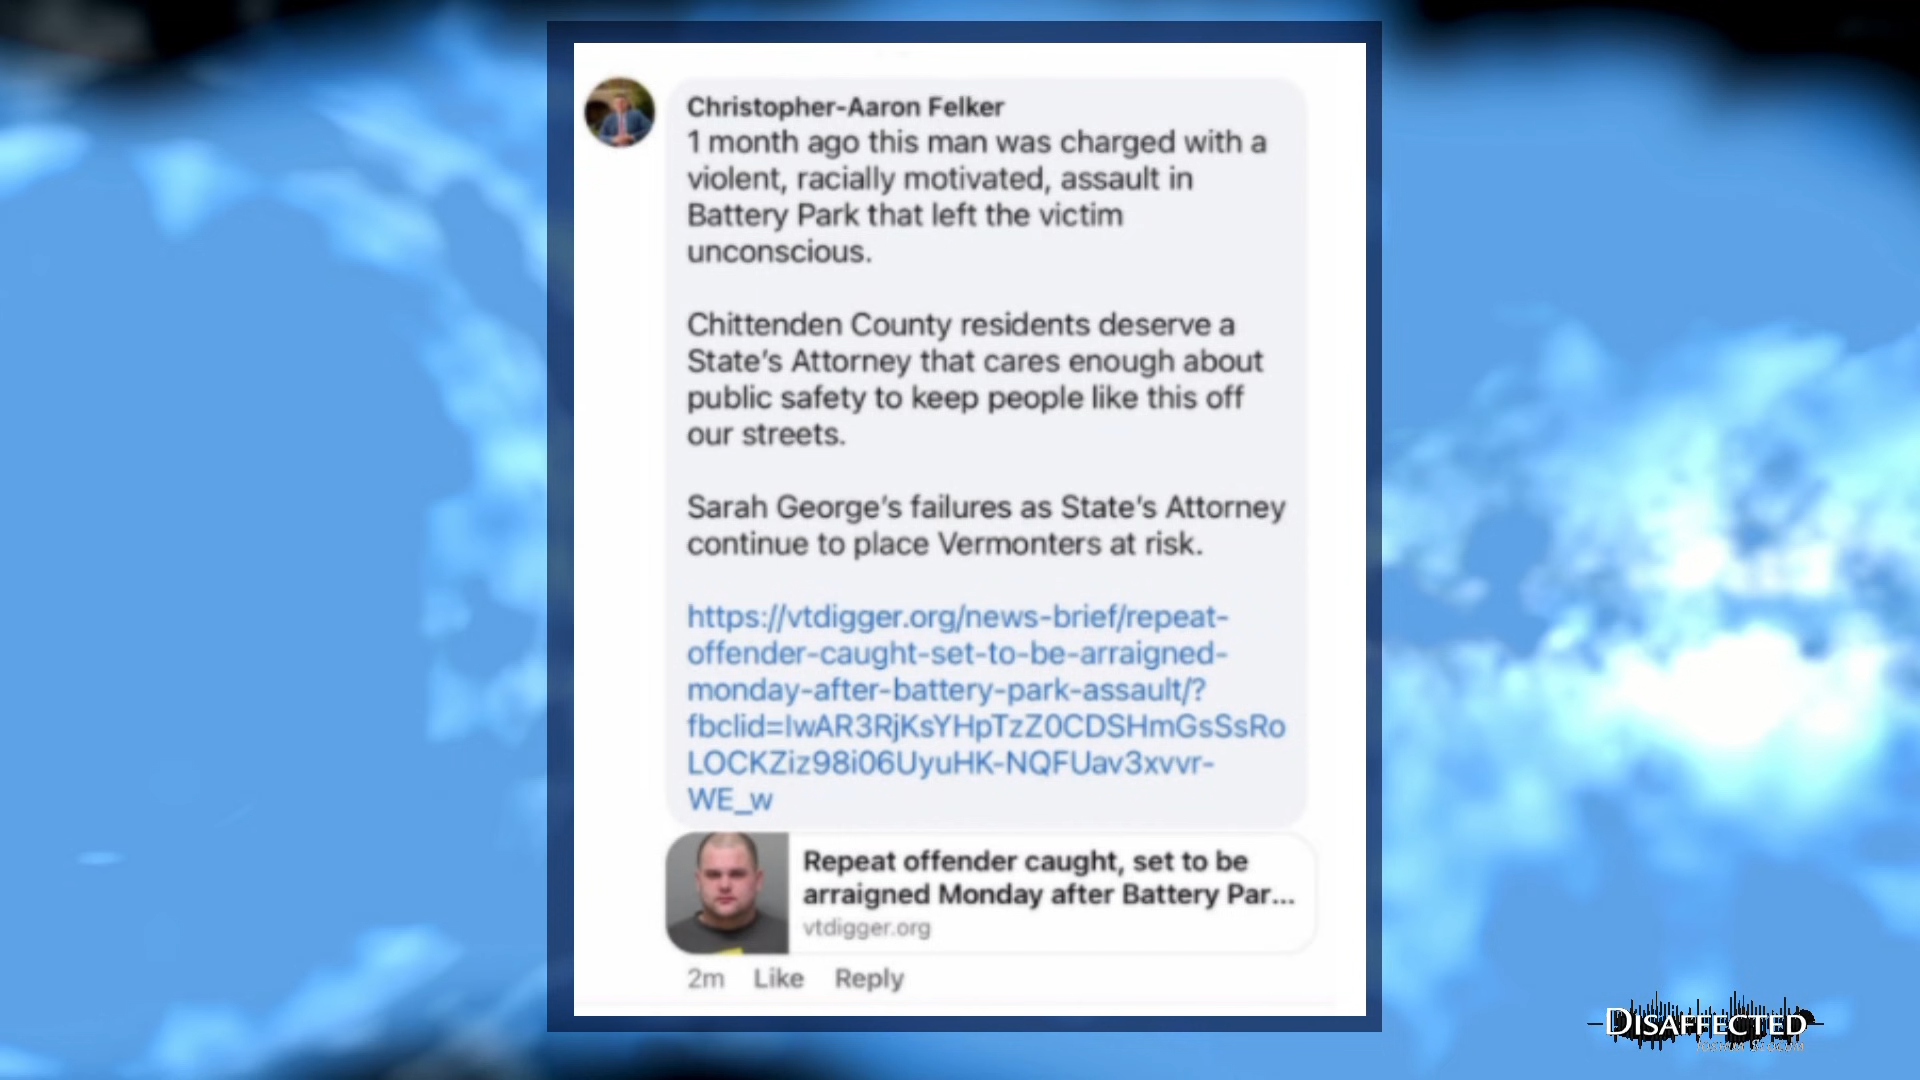 Christopher-Aaron Felker
1 month ago this man was charged with a
violent, racially motivated, assault in
Battery Park that left the victim
unconscious.
Chittenden County residents deserve a
State's Attorney that cares enough about
public safety to keep people like this off
our streets.
Sarah George's failures as State's Attorney
continue to place Vermonters at risk.
https://vtdigger.org/news-brief/repeat-
offender-caught-set-to-be-arraigned-
monday-after-battery-park-assault/?
fbclid=IwAR3RjKsYHpTzZ0CDSHmGsSsRo
LOCKZiz98i06UyuHK-NQFUav3xvvr-
WE_w
Repeat offender caught, set to be
arraigned Monday after Battery Par...
vtdigger.org
2m Like Reply
DISAFFECTED